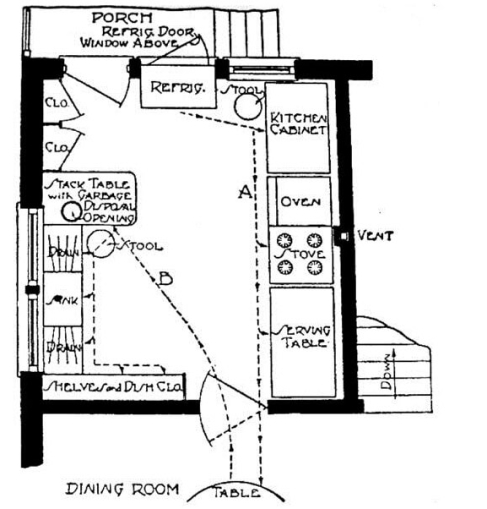 PORCH
REFRIG. DOOR
WINDOW ABOVE
REFRIG.
STOOL
CLO.
KITCHEN
CABINET
CLO.
A
STACK TABLE
with GARBAGE
DISPOSAL
OPENING
OVEN
DRAIN
STOOL
STOVE
VENT
B
SINK
SERVING
TABLE
DRAIN
DOWN
SHELVES and DISH CLO.
DINING ROOM
TABLE